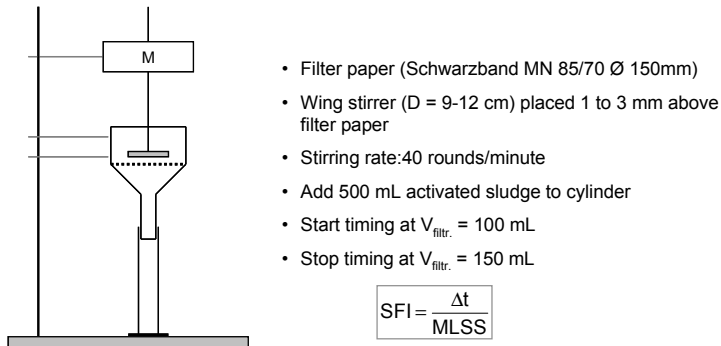 M
• Filter paper (Schwarzband MN 85/70 Ø 150mm)
• Wing stirrer (D = 9-12 cm) placed 1 to 3 mm above
filter paper
• Stirring rate:40 rounds/minute
• Add 500 mL activated sludge to cylinder
• Start timing at V_filtr. = 100 mL
• Stop timing at V_filtr. = 150 mL
SFI = Δt / MLSS